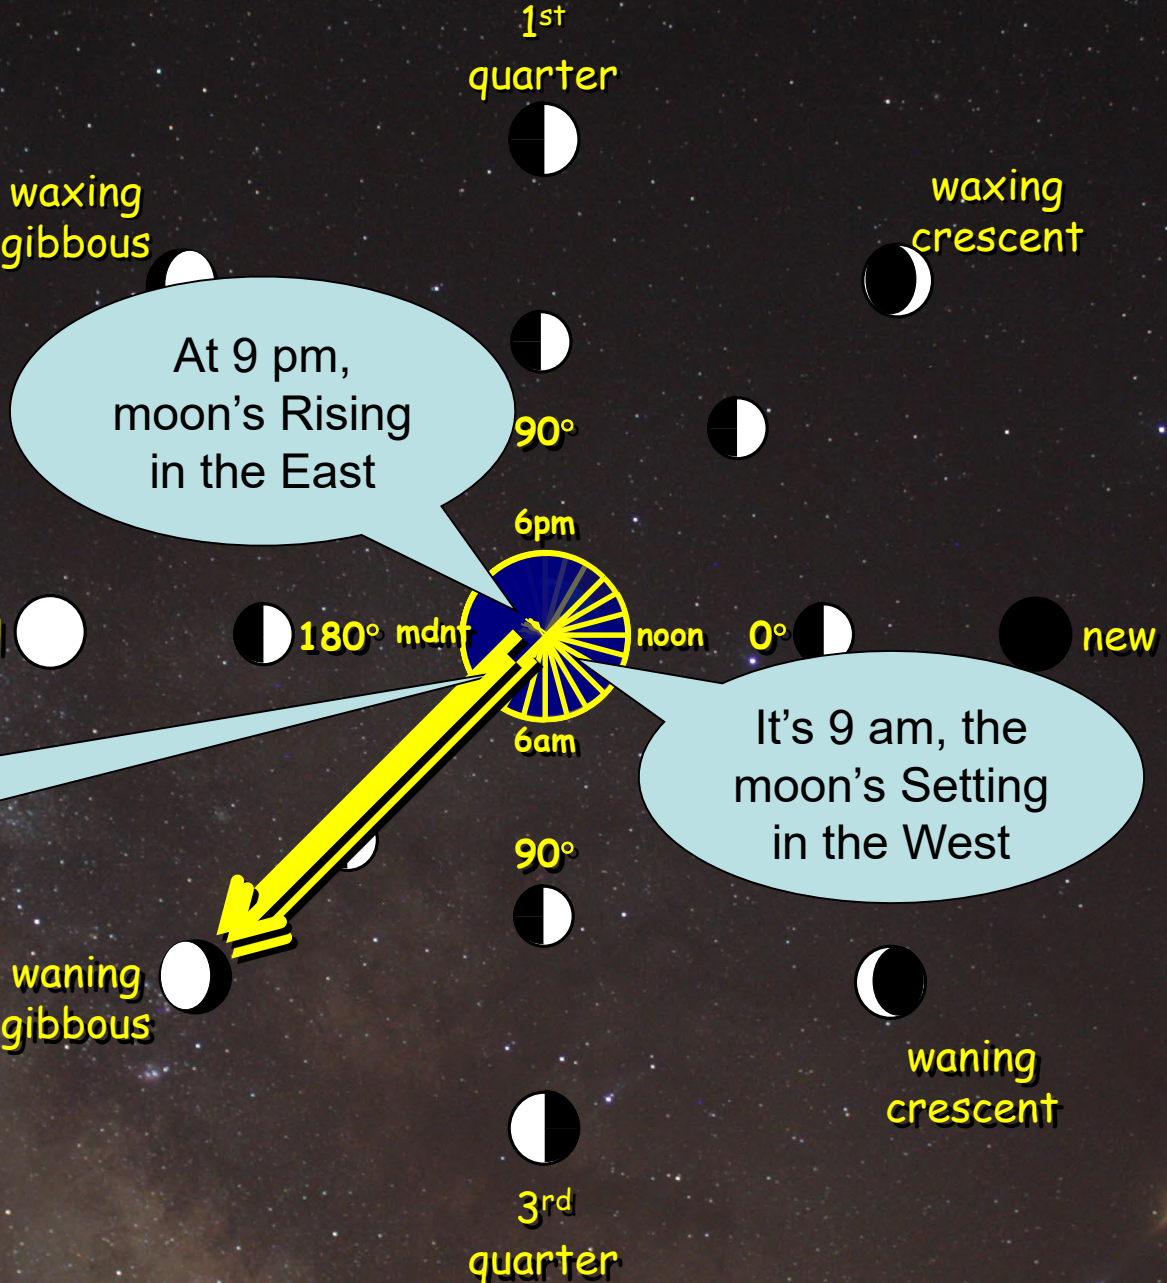 1st
quarter
waxing
gibbous
waxing
crescent
At 9 pm,
moon's Rising
in the East
90°
6pm
180° mdnt
noon 0°
new
6am
It's 9 am, the
moon's Setting
in the West
90°
waning
gibbous
waning
crescent
3rd
quarter